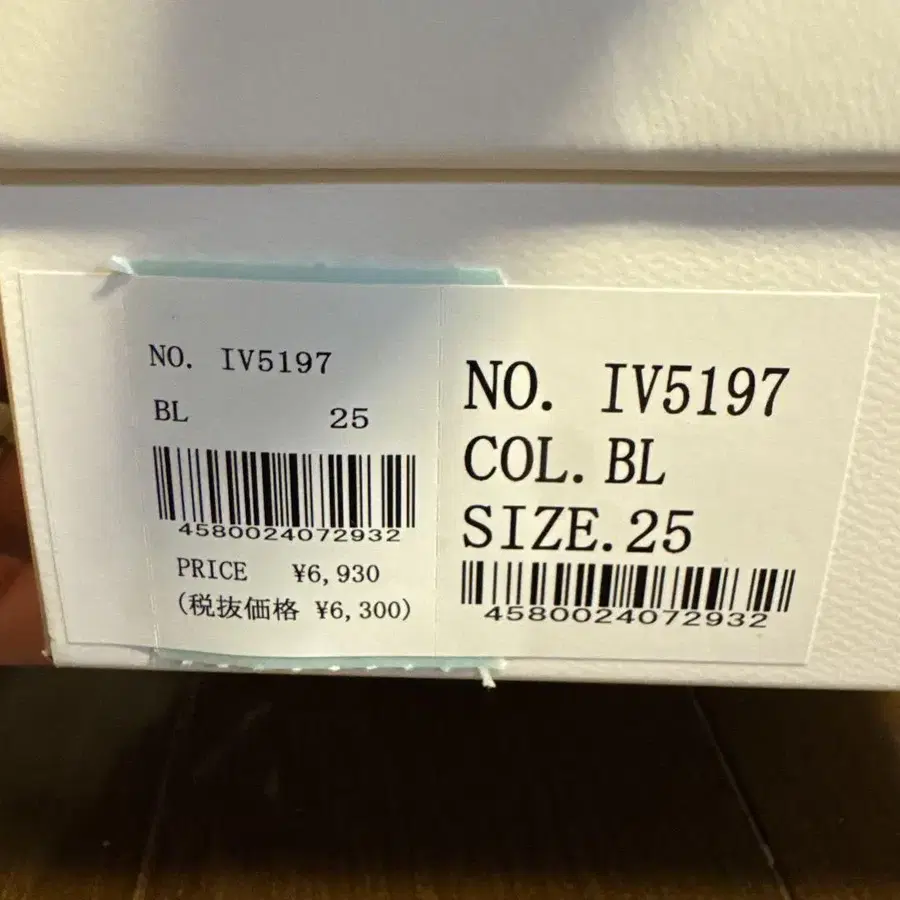 NO. IV5197
BL 25
4580024072932
PRICE ¥6,930
(税抜価格 ¥6,300)
NO. IV5197
COL. BL
SIZE. 25
4580024072932